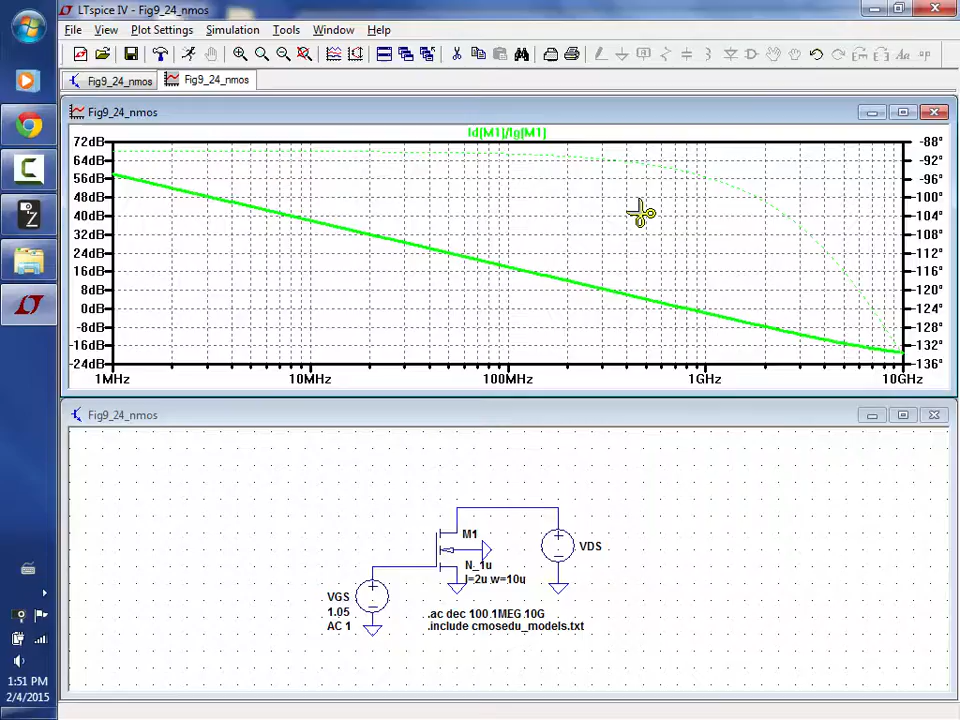 LTspice IV - Fig9_24_nmos
File View Plot Settings Simulation Tools Window Help
Fig9_24_nmos Fig9_24_nmos
Fig9_24_nmos
Id[M1]/Ig[M1]
72dB -88°
64dB -92°
56dB -96°
48dB -100°
40dB -104°
32dB -108°
24dB -112°
16dB -116°
8dB -120°
0dB -124°
-8dB -128°
-16dB -132°
-24dB -136°
1MHz 10MHz 100MHz 1GHz 10GHz
Fig9_24_nmos
M1
VDS
N_1u
l=2u w=10u
VGS
1.05
AC 1
.ac dec 100 1MEG 10G
.include cmosedu_models.txt
1:51 PM
2/4/2015